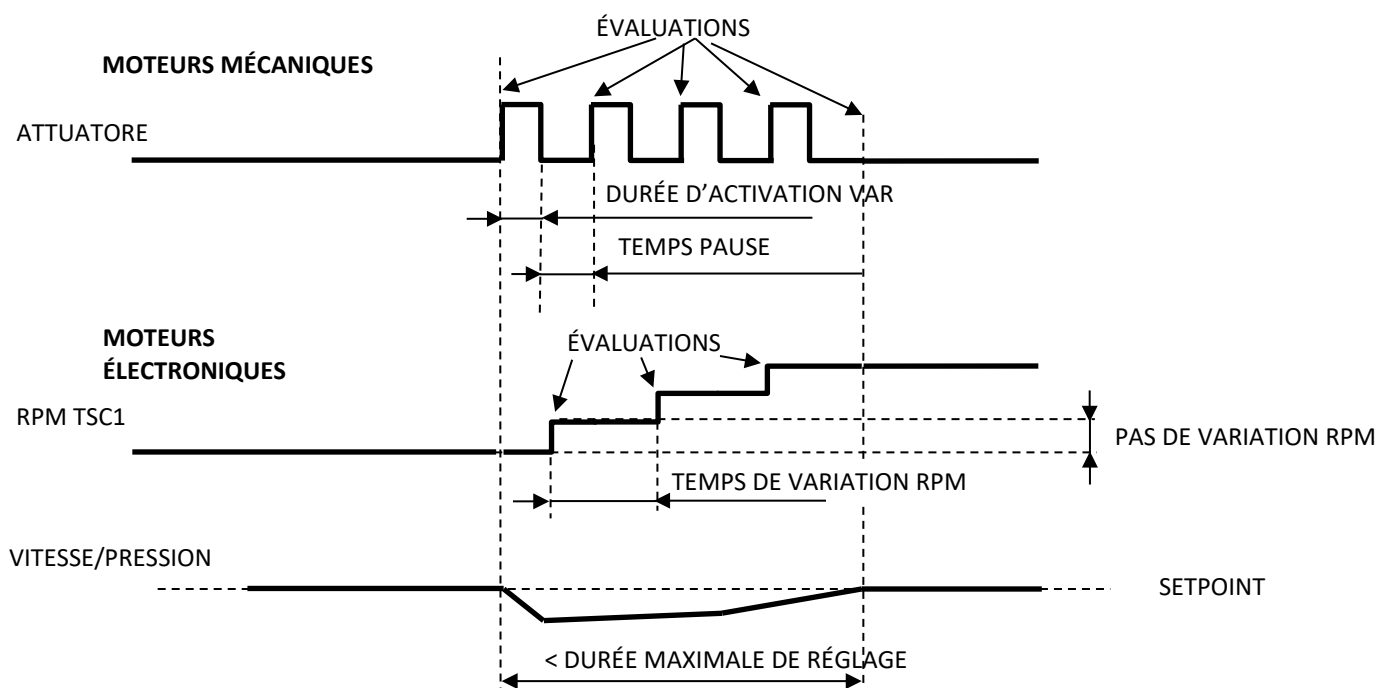 ÉVALUATIONS
MOTEURS MÉCANIQUES
ATTUATORE
DURÉE D’ACTIVATION VAR
TEMPS PAUSE
MOTEURS
ÉLECTRONIQUES
ÉVALUATIONS
RPM TSC1
PAS DE VARIATION RPM
TEMPS DE VARIATION RPM
VITESSE/PRESSION
SETPOINT
< DURÉE MAXIMALE DE RÉGLAGE